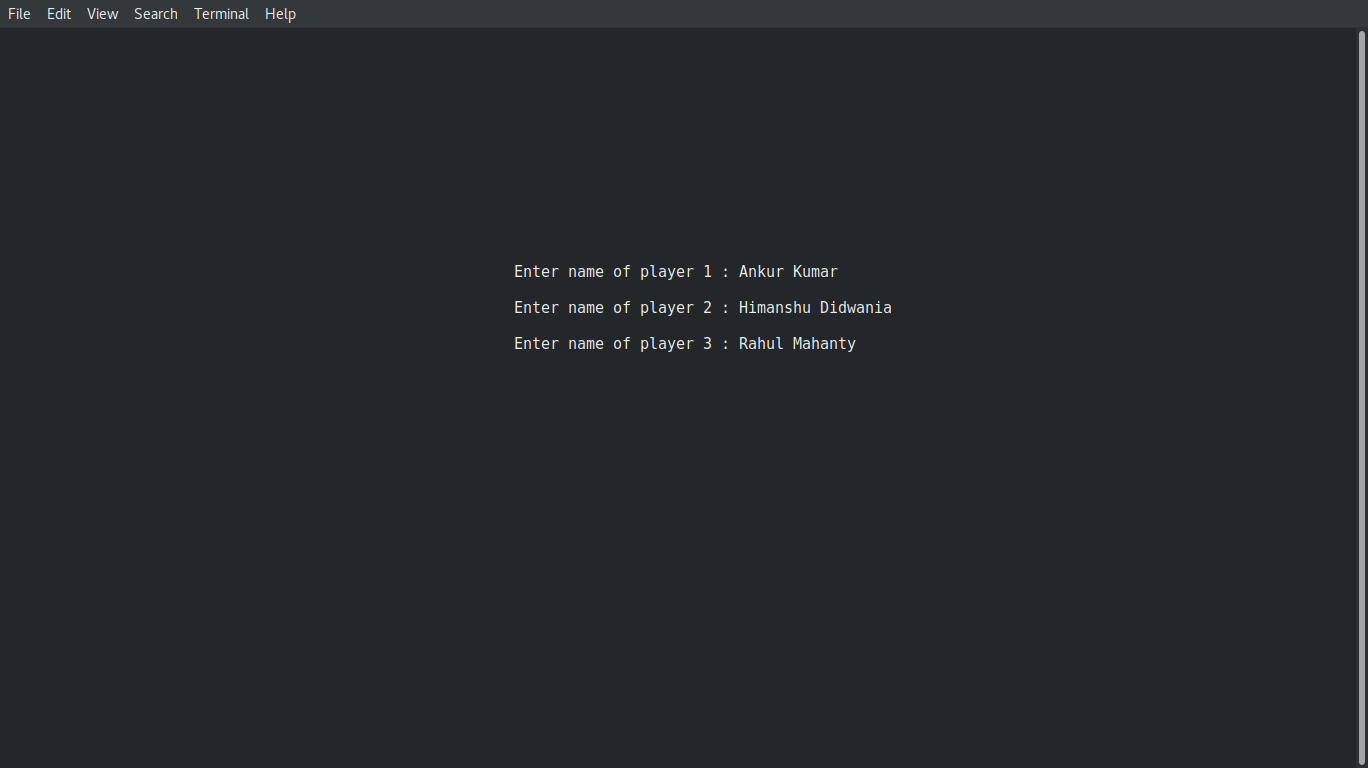 File Edit View Search Terminal Help
Enter name of player 1 : Ankur Kumar
Enter name of player 2 : Himanshu Didwania
Enter name of player 3 : Rahul Mahanty